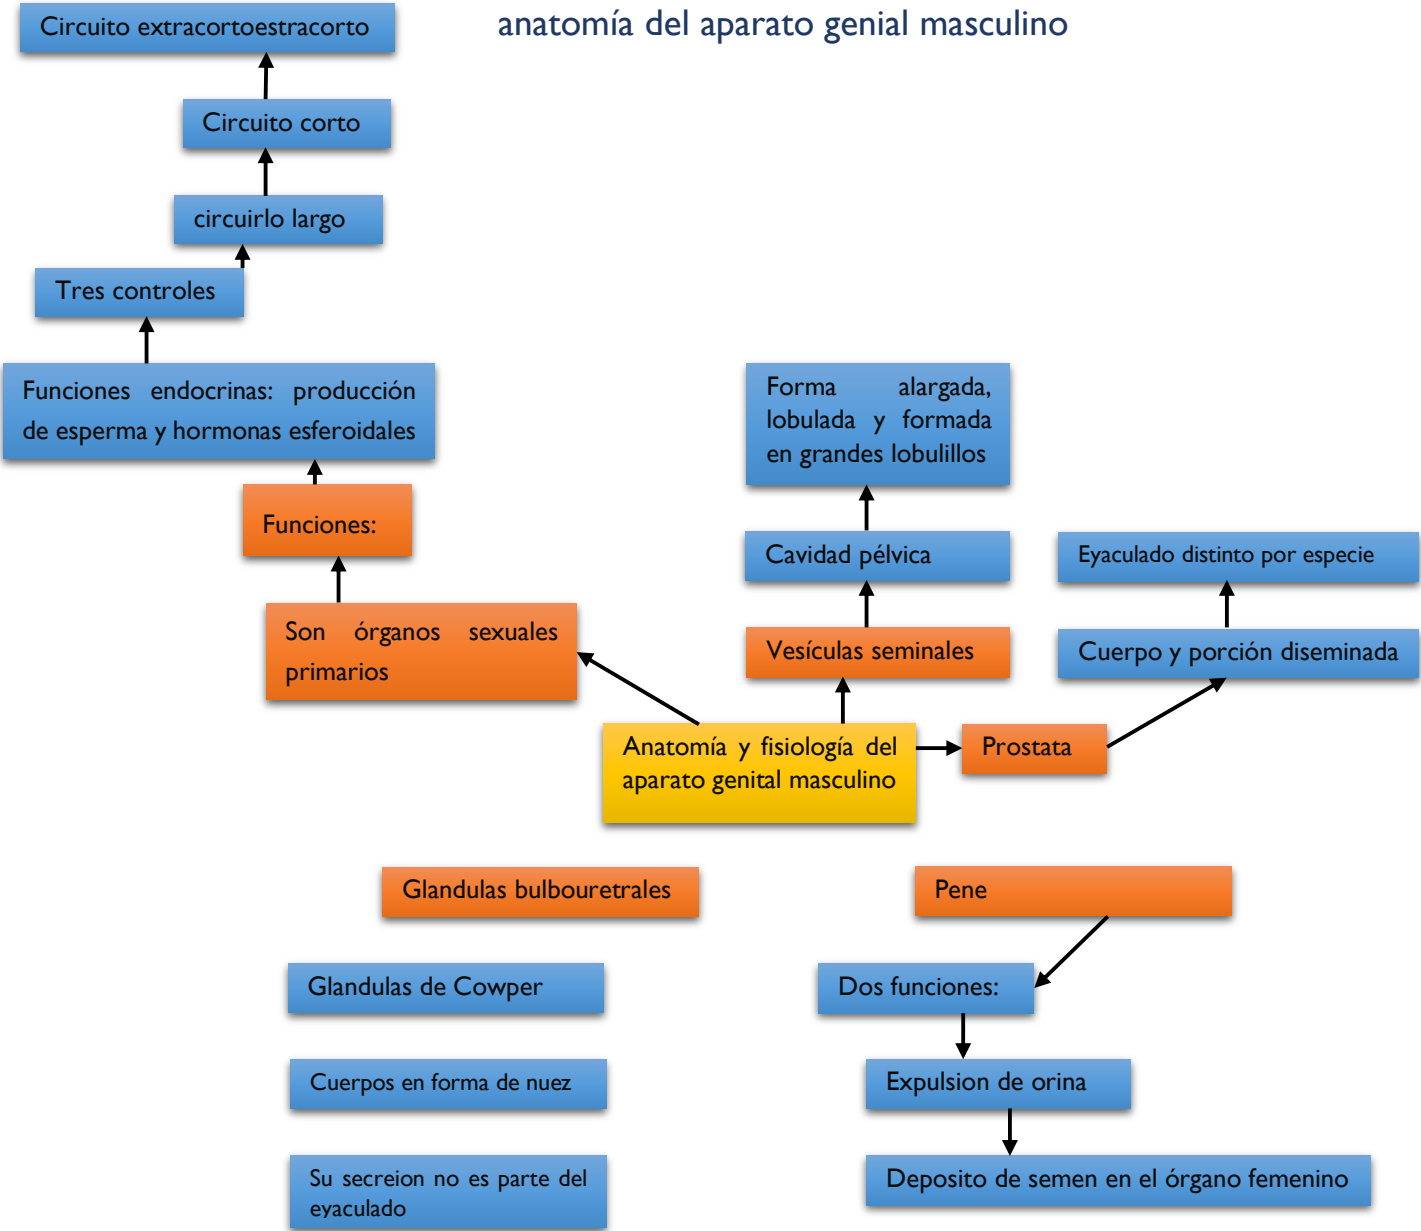 anatomía del aparato genial masculino
Circuito extracortoestracorto
Circuito corto
circuirlo largo
Tres controles
Funciones endocrinas: producción
de esperma y hormonas esferoidales
Funciones:
Son órganos sexuales
primarios
Forma alargada,
lobulada y formada
en grandes lobulillos
Cavidad pélvica
Vesículas seminales
Eyaculado distinto por especie
Cuerpo y porción diseminada
Anatomía y fisiología del
aparato genital masculino
Prostata
Glandulas bulbouretrales
Glandulas de Cowper
Cuerpos en forma de nuez
Su secreion no es parte del
eyaculado
Pene
Dos funciones:
Expulsion de orina
Deposito de semen en el órgano femenino